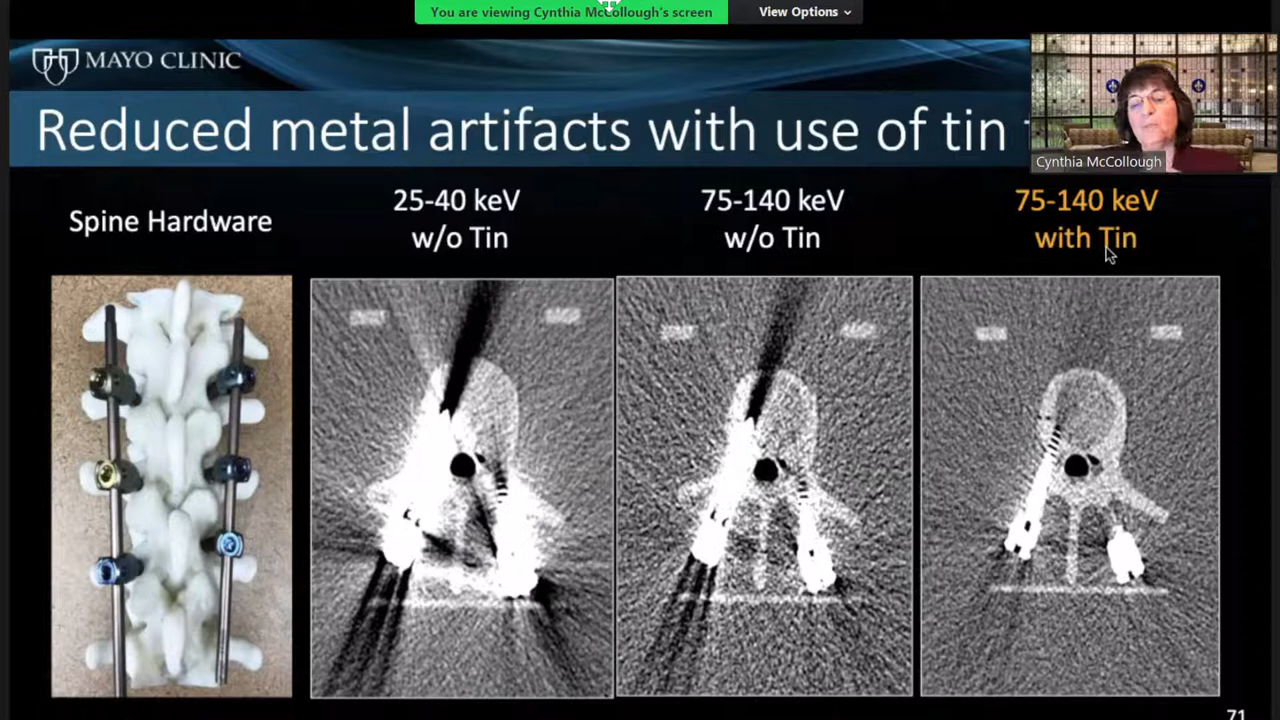 You are viewing Cynthia McCollough's screen
View Options
MAYO CLINIC
Reduced metal artifacts with use of tin
Cynthia McCollough
Spine Hardware
25-40 keV
w/o Tin
75-140 keV
w/o Tin
75-140 keV
with Tin
71